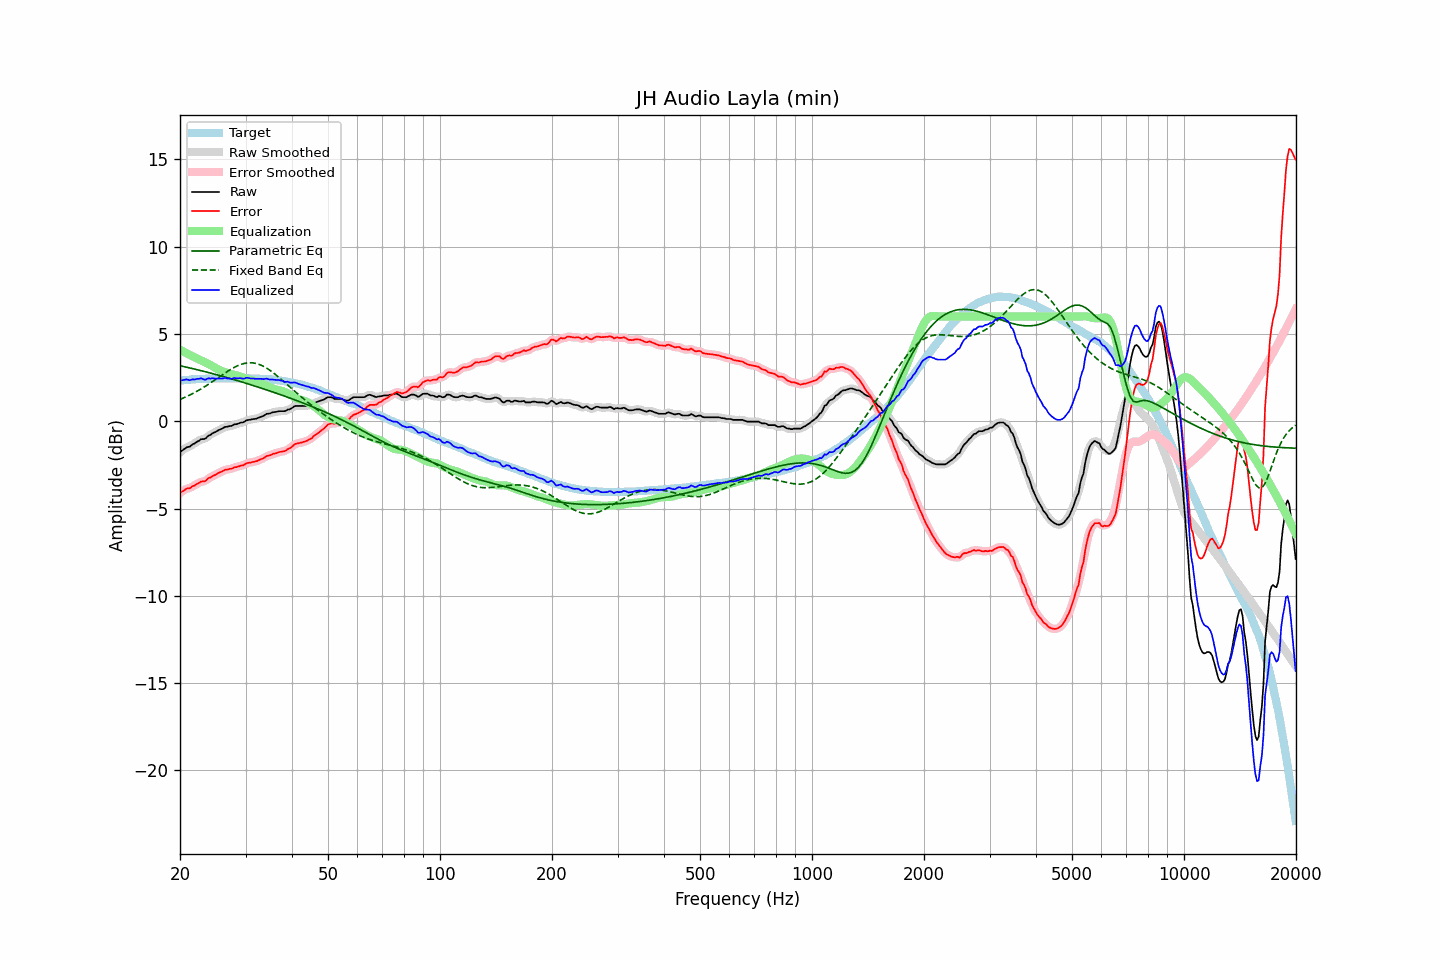 JH Audio Layla (min)
Target
Raw Smoothed
Error Smoothed
Raw
Error
Equalization
Parametric Eq
Fixed Band Eq
Equalized
Amplitude (dBr)
15
10
5
0
−5
−10
−15
−20
20
50
100
200
500
1000
2000
5000
10000
20000
Frequency (Hz)